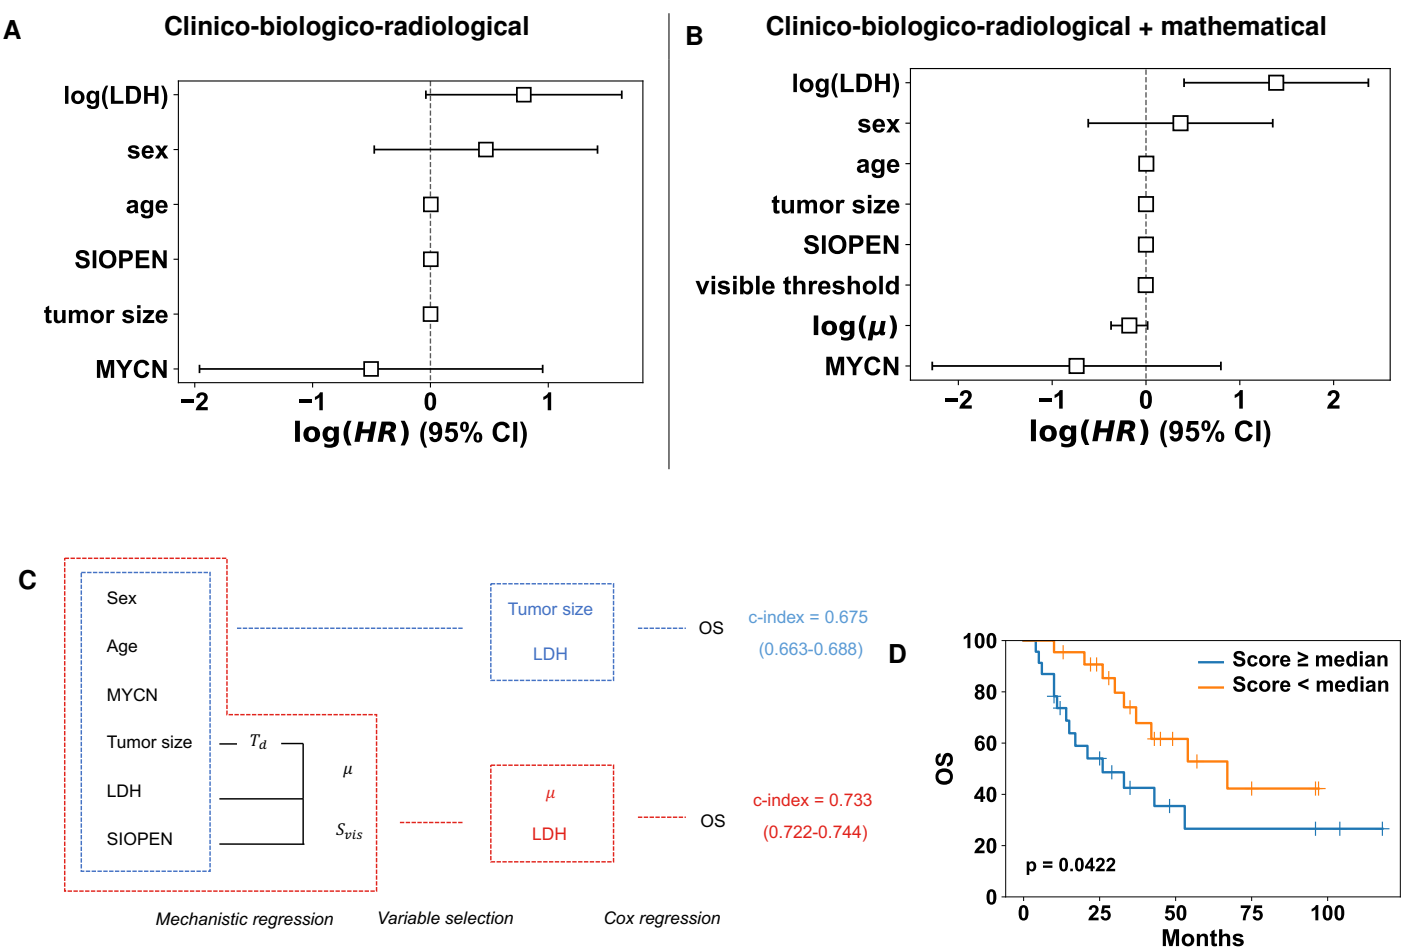 A
Clinico-biologico-radiological
log(LDH)
sex
age
SIOPEN
tumor size
MYCN
−2
−1
0
1
log(HR) (95% CI)
B
Clinico-biologico-radiological + mathematical
log(LDH)
sex
age
tumor size
SIOPEN
visible threshold
log(μ)
MYCN
−2
−1
0
1
2
log(HR) (95% CI)
C
Sex
Age
MYCN
Tumor size
LDH
SIOPEN
T_d
μ
S_vis
Tumor size
LDH
OS
c-index = 0.675
(0.663-0.688)
μ
LDH
OS
c-index = 0.733
(0.722-0.744)
Mechanistic regression
Variable selection
Cox regression
D
OS
100
80
60
40
20
0
Score ≥ median
Score < median
p = 0.0422
0
25
50
75
100
Months